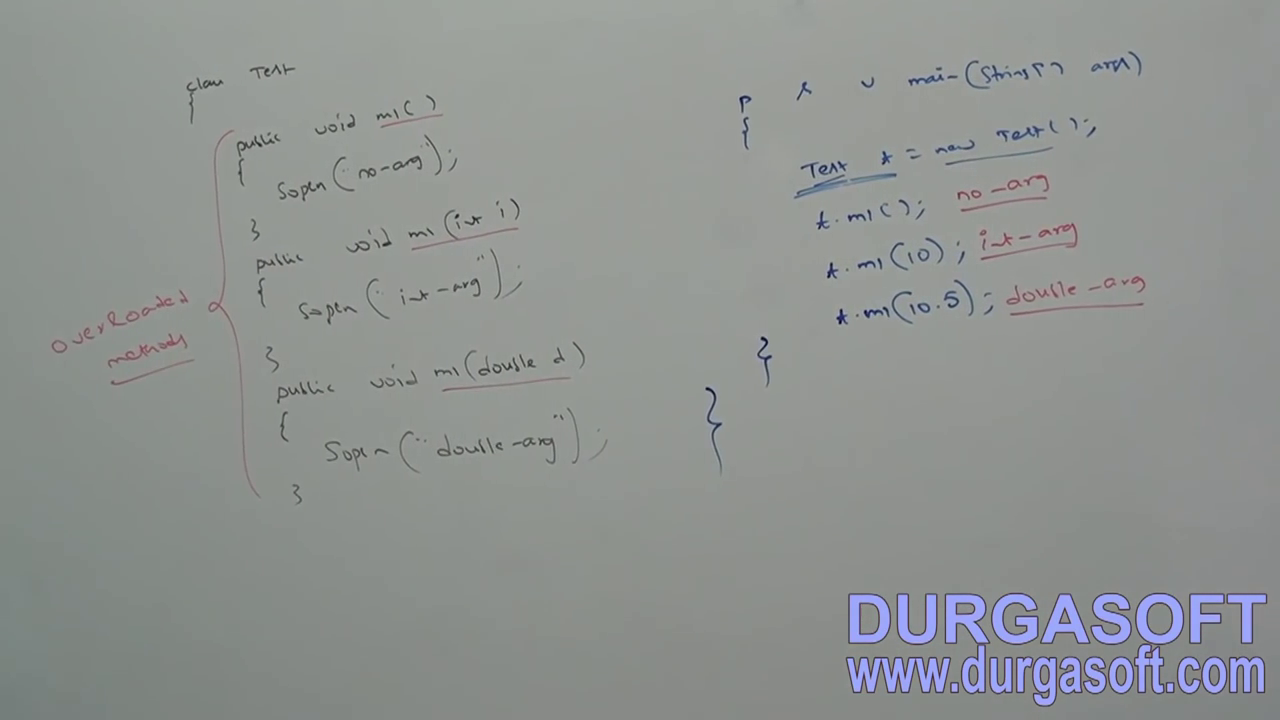 class Test
{
public void m1()
{
Sopln("no-arg");
}
public void m1(int i)
{
Sopln("int-arg");
}
public void m1(double d)
{
Sopln("double-arg");
}
overloaded
methods
P s v main(String[] args)
{
Test t = new Test();
t.m1(); no-arg
t.m1(10); int-arg
t.m1(10.5); double-arg
}
}
DURGASOFT
www.durgasoft.com